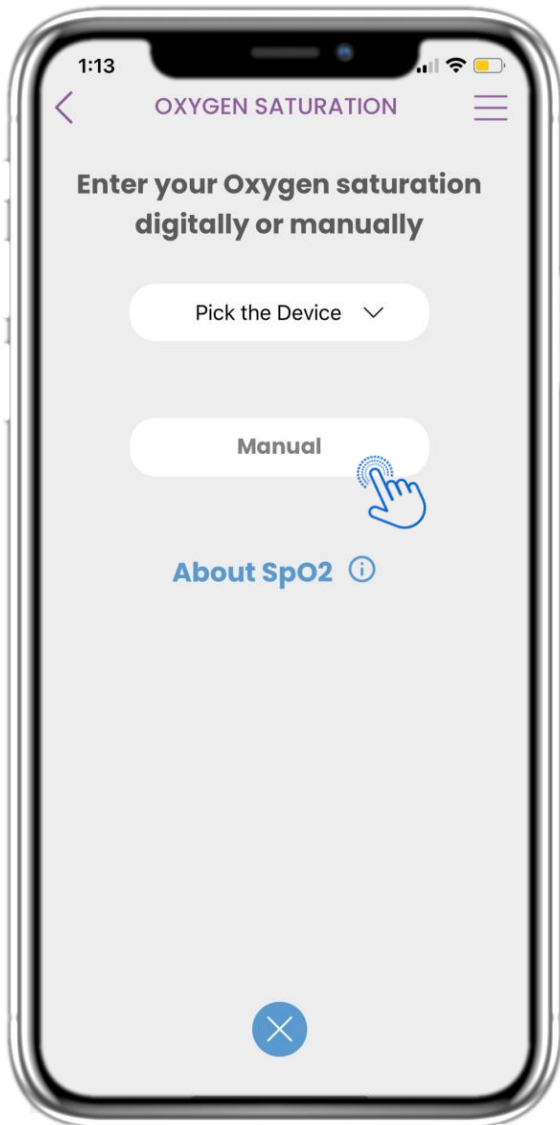 1:13
OXYGEN SATURATION
Enter your Oxygen saturation
digitally or manually
Pick the Device
Manual
About SpO2